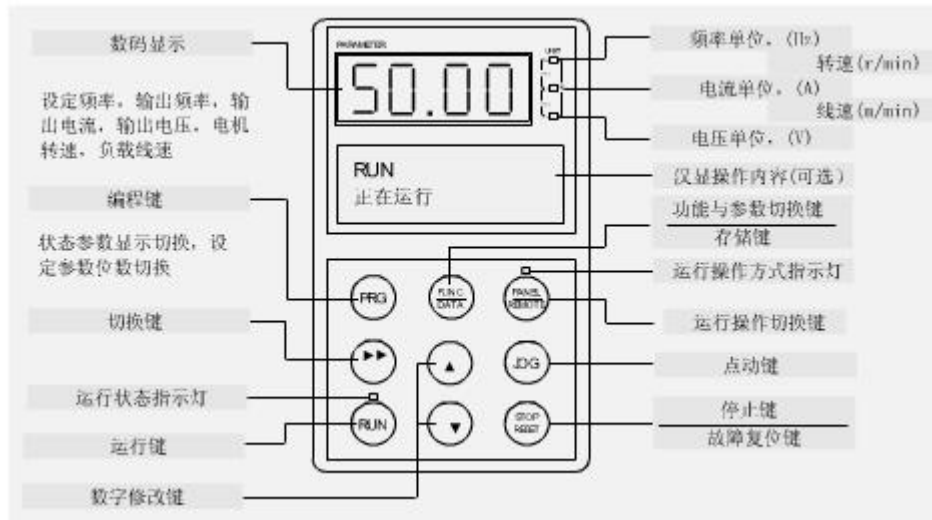 数码显示
设定频率，输出频率，输
出电流，输出电压，电机
转速，负载线速
编程键
状态参数显示切换，设
定参数位数切换
切换键
运行状态指示灯
运行键
数字修改键
PARAMETER
UNIT
50.00
RUN
正在运行
PRG
FUNC
DATA
PANEL
REMOTE
JOG
RUN
STOP
RESET
频率单位．(Hz)
转速(r/min)
电流单位．(A)
线速(m/min)
电压单位．(V)
汉显操作内容(可选)
功能与参数切换键
存储键
运行操作方式指示灯
运行操作切换键
点动键
停止键
故障复位键